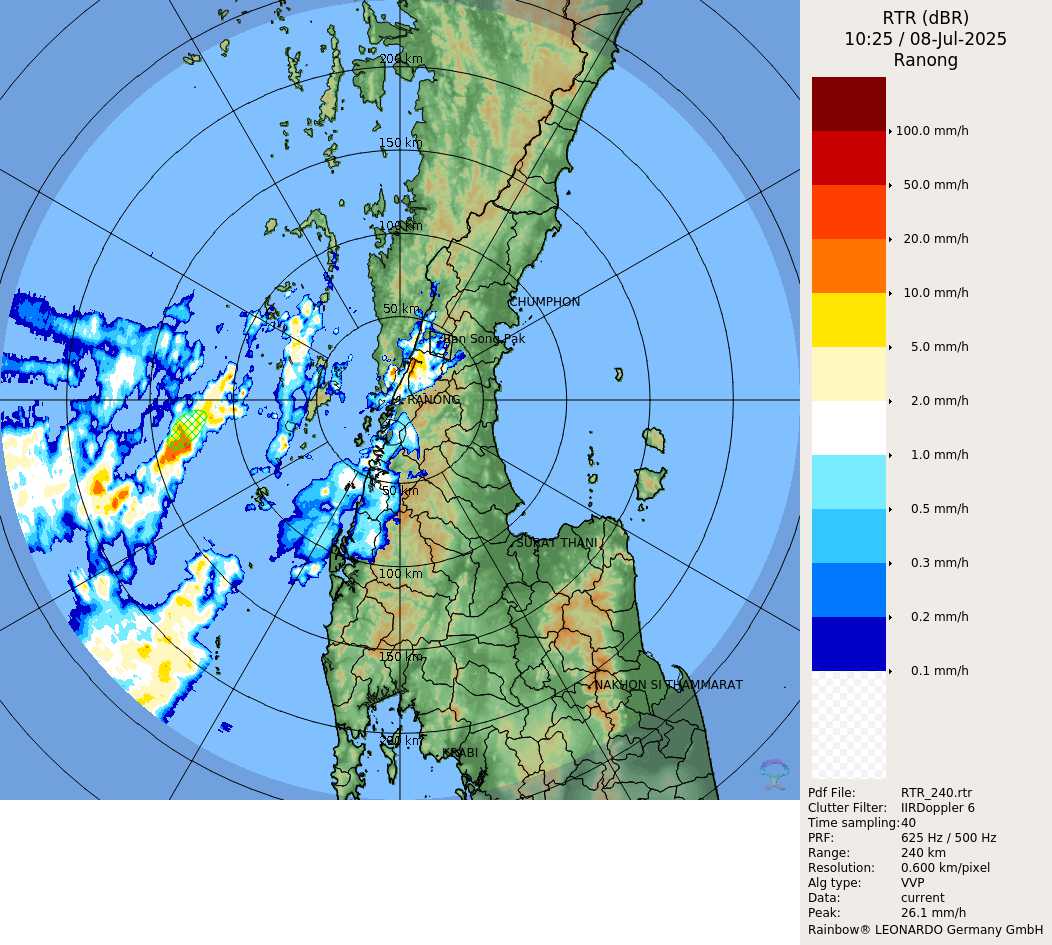 RTR (dBR)
10:25 / 08-Jul-2025
Ranong
100.0 mm/h
50.0 mm/h
20.0 mm/h
10.0 mm/h
5.0 mm/h
2.0 mm/h
1.0 mm/h
0.5 mm/h
0.3 mm/h
0.2 mm/h
0.1 mm/h
200 km
150 km
100 km
CHUMPHON
50 km
Ban Song Pak
RANONG
50 km
SURAT THANI
100 km
150 km
NAKHON SI THAMMARAT
200 km
KRABI
Pdf File: RTR_240.rtr
Clutter Filter: IIRDoppler 6
Time sampling: 40
PRF: 625 Hz / 500 Hz
Range: 240 km
Resolution: 0.600 km/pixel
Alg type: VVP
Data: current
Peak: 26.1 mm/h
Rainbow® LEONARDO Germany GmbH